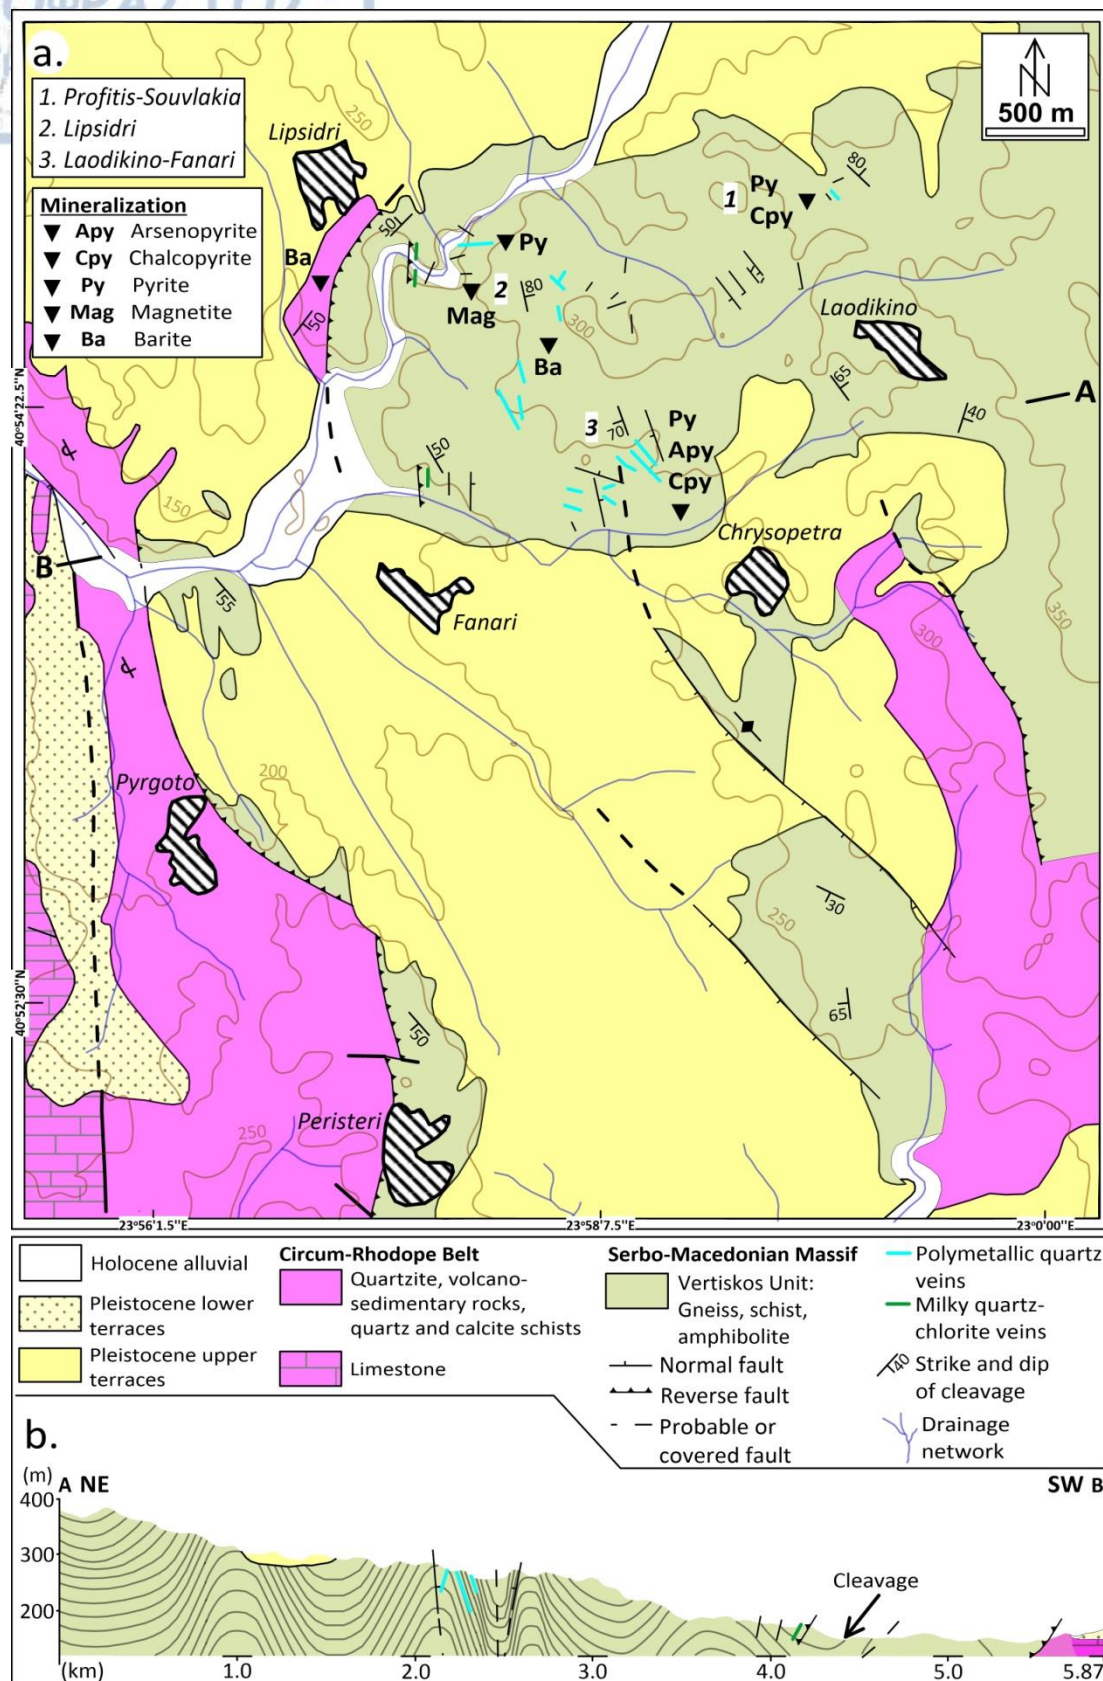 a.
1. Profitis-Souvlakia
2. Lipsidri
3. Laodikino-Fanari
Mineralization
Apy Arsenopyrite
Cpy Chalcopyrite
Py Pyrite
Mag Magnetite
Ba Barite
N
500 m
250
Lipsidri
80
1 Py
Cpy
50
Py
Ba
2
80
Mag
300
Laodikino
50
Ba
65
A
40°54'22.5"N
40
3
70
Py
Apy
Cpy
50
150
Chrysopetra
B
55
Fanari
350
300
Pyrgoto
200
30
250
65
40°52'30"N
50
Peristeri
250
23°56'1.5"E
23°58'7.5"E
23°0'00"E
Holocene alluvial
Pleistocene lower
terraces
Pleistocene upper
terraces
Circum-Rhodope Belt
Quartzite, volcano-
sedimentary rocks,
quartz and calcite schists
Limestone
Serbo-Macedonian Massif
Vertiskos Unit:
Gneiss, schist,
amphibolite
Normal fault
Reverse fault
Probable or
covered fault
Polymetallic quartz
veins
Milky quartz-
chlorite veins
40 Strike and dip
of cleavage
Drainage
network
b.
(m)
A NE
SW B
400
300
200
Cleavage
(km)
1.0
2.0
3.0
4.0
5.0
5.87